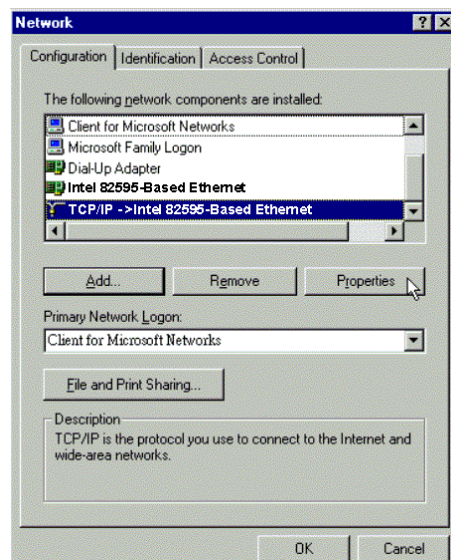 Network
Configuration Identification Access Control
The following network components are installed:
Client for Microsoft Networks
Microsoft Family Logon
Dial-Up Adapter
Intel 82595-Based Ethernet
TCP/IP ->Intel 82595-Based Ethernet
Add... Remove Properties
Primary Network Logon:
Client for Microsoft Networks
File and Print Sharing...
Description
TCP/IP is the protocol you use to connect to the Internet and
wide-area networks.
OK Cancel